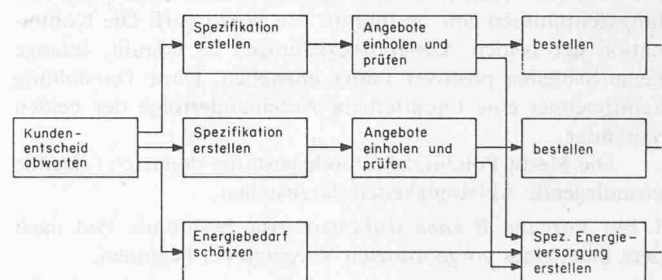 Spezifikation
erstellen
Angebote
einholen und
prüfen
bestellen
Kunden-
entscheid
abwarten
Spezifikation
erstellen
Angebote
einholen und
prüfen
bestellen
Energiebedarf
schätzen
Spez. Energie-
versorgung
erstellen